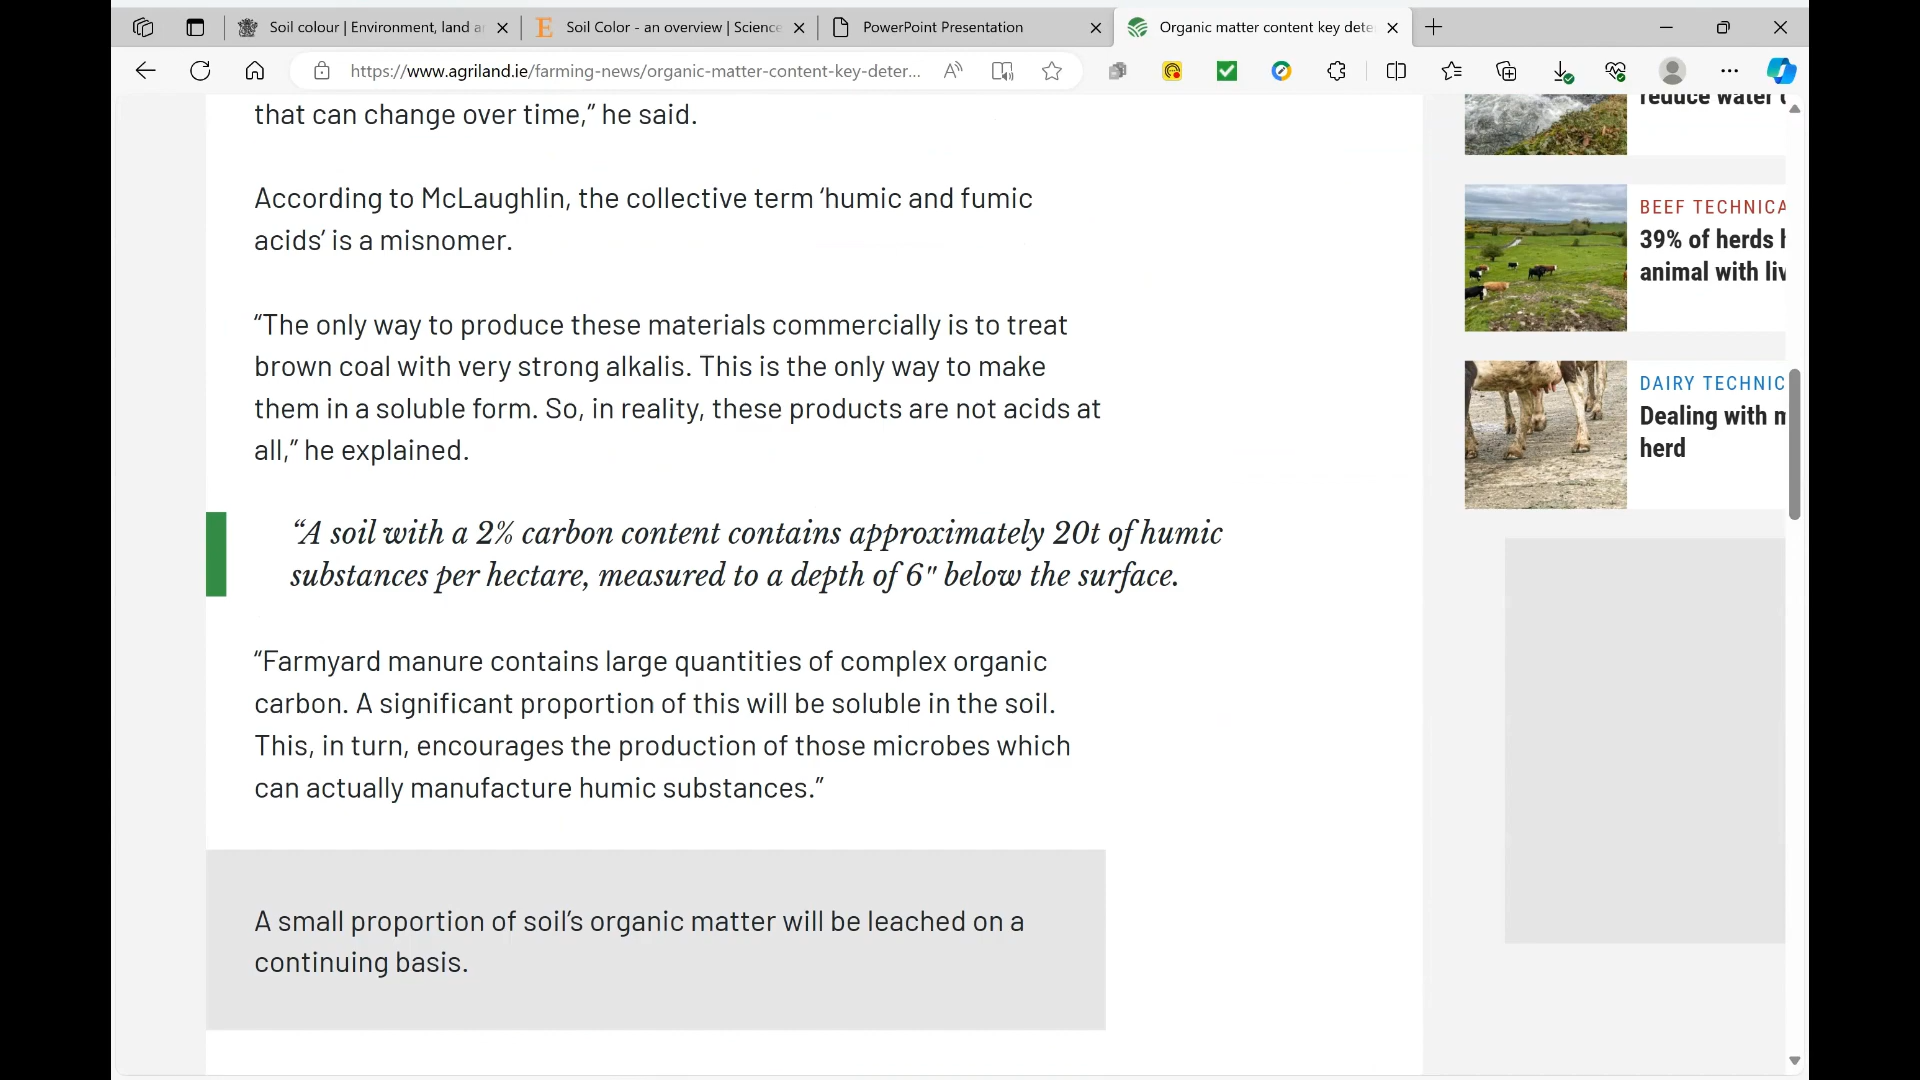 Soil colour | Environment, land a
Soil Color - an overview | Science
PowerPoint Presentation
Organic matter content key dete
https://www.agriland.ie/farming-news/organic-matter-content-key-deter...
that can change over time,” he said.
According to McLaughlin, the collective term ‘humic and fumic
acids’ is a misnomer.
“The only way to produce these materials commercially is to treat
brown coal with very strong alkalis. This is the only way to make
them in a soluble form. So, in reality, these products are not acids at
all,” he explained.
“A soil with a 2% carbon content contains approximately 20t of humic
substances per hectare, measured to a depth of 6″ below the surface.
“Farmyard manure contains large quantities of complex organic
carbon. A significant proportion of this will be soluble in the soil.
This, in turn, encourages the production of those microbes which
can actually manufacture humic substances.”
A small proportion of soil’s organic matter will be leached on a
continuing basis.
reduce water
BEEF TECHNICA
39% of herds h
animal with liv
DAIRY TECHNIC
Dealing with m
herd